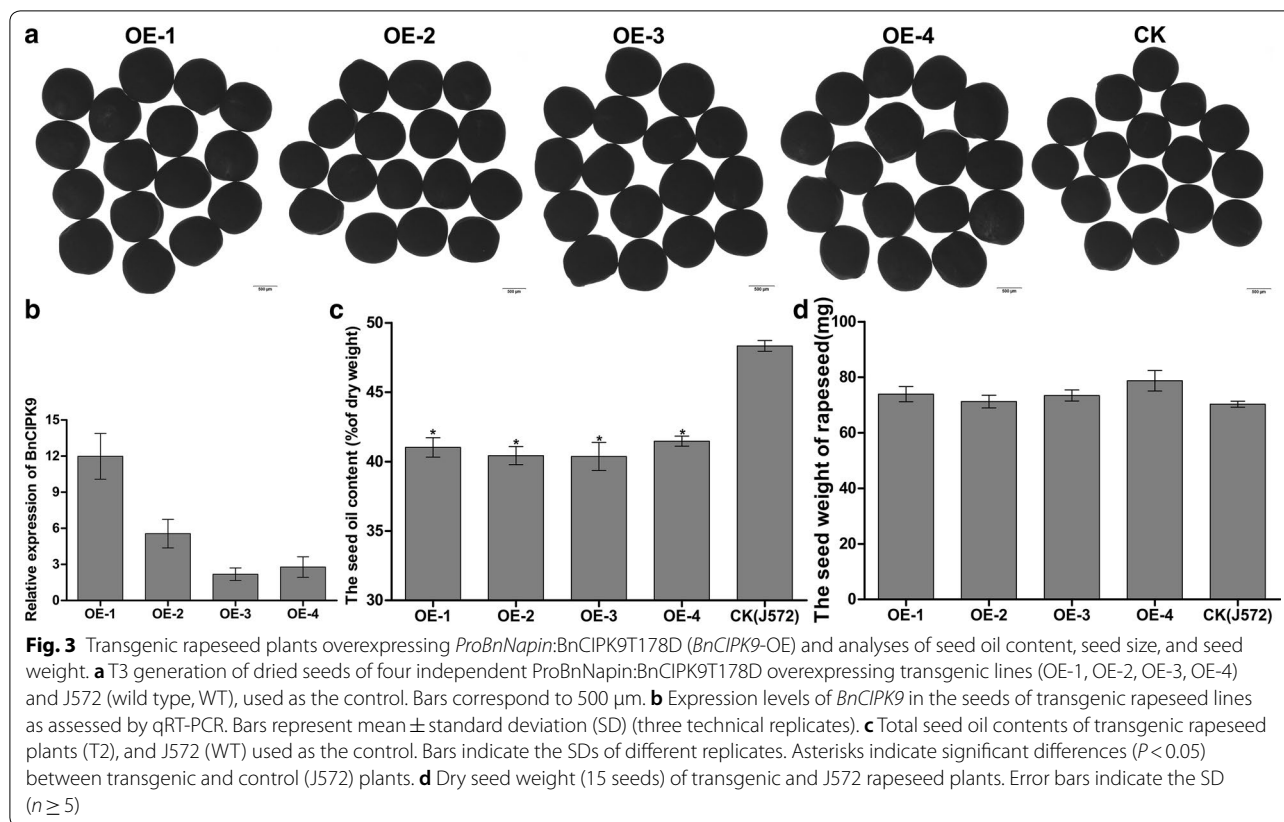 a
OE-1
OE-2
OE-3
OE-4
CK
500 μm
500 μm
500 μm
500 μm
500 μm
b
Relative expression of BnCIPK9
15
12
9
6
3
0
OE-1
OE-2
OE-3
OE-4
c
The seed oil content (%of dry weight)
50
45
40
35
30
*
*
*
*
OE-1
OE-2
OE-3
OE-4
CK(J572)
d
The seed weight of rapeseed(mg)
100
80
60
40
20
0
OE-1
OE-2
OE-3
OE-4
CK(J572)
Fig. 3 Transgenic rapeseed plants overexpressing ProBnNapin:BnCIPK9T178D (BnCIPK9-OE) and analyses of seed oil content, seed size, and seed
weight. a T3 generation of dried seeds of four independent ProBnNapin:BnCIPK9T178D overexpressing transgenic lines (OE-1, OE-2, OE-3, OE-4)
and J572 (wild type, WT), used as the control. Bars correspond to 500 μm. b Expression levels of BnCIPK9 in the seeds of transgenic rapeseed lines
as assessed by qRT-PCR. Bars represent mean ± standard deviation (SD) (three technical replicates). c Total seed oil contents of transgenic rapeseed
plants (T2), and J572 (WT) used as the control. Bars indicate the SDs of different replicates. Asterisks indicate significant differences (P < 0.05)
between transgenic and control (J572) plants. d Dry seed weight (15 seeds) of transgenic and J572 rapeseed plants. Error bars indicate the SD
(n ≥ 5)